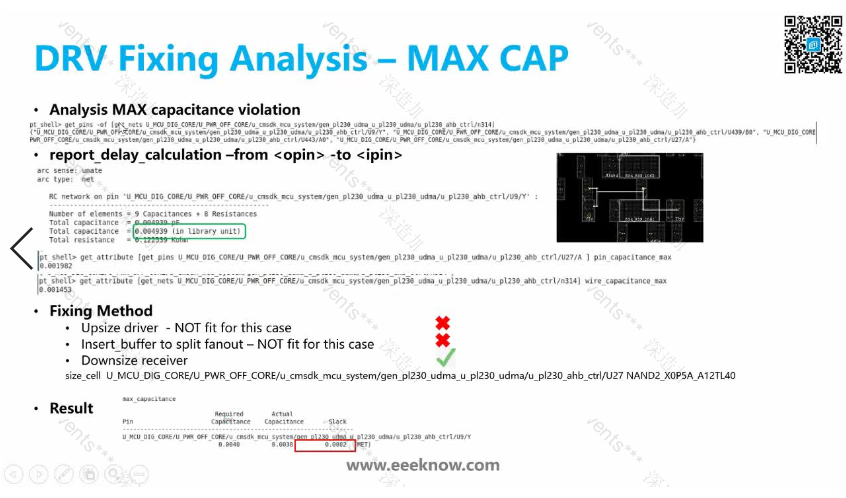 DRV Fixing Analysis – MAX CAP
• Analysis MAX capacitance violation
pt_shell> get_pins -of [get_nets U_MCU_DIG_CORE/U_PWR_OFF_CORE/u_cmsdk_mcu_system/gen_pl230_udma_u_pl230_udma/u_pl230_ahb_ctrl/n314]
{"U_MCU_DIG_CORE/U_PWR_OFF_CORE/u_cmsdk_mcu_system/gen_pl230_udma_u_pl230_udma/u_pl230_ahb_ctrl/U9/Y", "U_MCU_DIG_CORE/U_PWR_OFF_CORE/u_cmsdk_mcu_system/gen_pl230_udma_u_pl230_udma/u_pl230_ahb_ctrl/U439/B0", "U_MCU_DIG_CORE/U_
PWR_OFF_CORE/u_cmsdk_mcu_system/gen_pl230_udma_u_pl230_udma/u_pl230_ahb_ctrl/U443/A0", "U_MCU_DIG_CORE/U_PWR_OFF_CORE/u_cmsdk_mcu_system/gen_pl230_udma_u_pl230_udma/u_pl230_ahb_ctrl/U27/A"}
• report_delay_calculation –from <opin> -to <ipin>
arc sense: unate
arc type: net
RC network on pin 'U_MCU_DIG_CORE/U_PWR_OFF_CORE/u_cmsdk_mcu_system/gen_pl230_udma_u_pl230_udma/u_pl230_ahb_ctrl/U9/Y' :
Number of elements = 9 Capacitances + 8 Resistances
Total capacitance = 0.004939 pF
Total capacitance = 0.004939 (in library unit)
Total resistance = 0.122539 Kohm
pt_shell> get_attribute [get_pins U_MCU_DIG_CORE/U_PWR_OFF_CORE/u_cmsdk_mcu_system/gen_pl230_udma_u_pl230_udma/u_pl230_ahb_ctrl/U27/A ] pin_capacitance_max
0.001982
pt_shell> get_attribute [get_nets U_MCU_DIG_CORE/U_PWR_OFF_CORE/u_cmsdk_mcu_system/gen_pl230_udma_u_pl230_udma/u_pl230_ahb_ctrl/n314] wire_capacitance_max
0.001453
• Fixing Method
• Upsize driver - NOT fit for this case
• Insert_buffer to split fanout – NOT fit for this case
• Downsize receiver
size_cell U_MCU_DIG_CORE/U_PWR_OFF_CORE/u_cmsdk_mcu_system/gen_pl230_udma_u_pl230_udma/u_pl230_ahb_ctrl/U27 NAND2_X0P5A_A12TL40
• Result
max_capacitance
Required Actual
Pin Capacitance Capacitance Slack
U_MCU_DIG_CORE/U_PWR_OFF_CORE/u_cmsdk_mcu_system/gen_pl230_udma_u_pl230_udma/u_pl230_ahb_ctrl/U9/Y
0.0040 0.0038 0.0002 (MET)
www.eeeknow.com